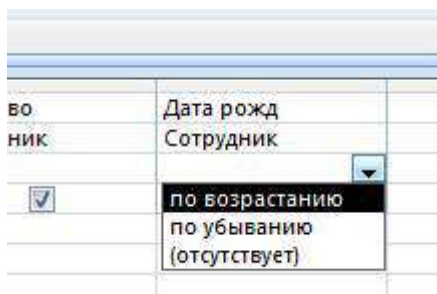 во Дата рожд
ник Сотрудник
по возрастанию
по убыванию
(отсутствует)